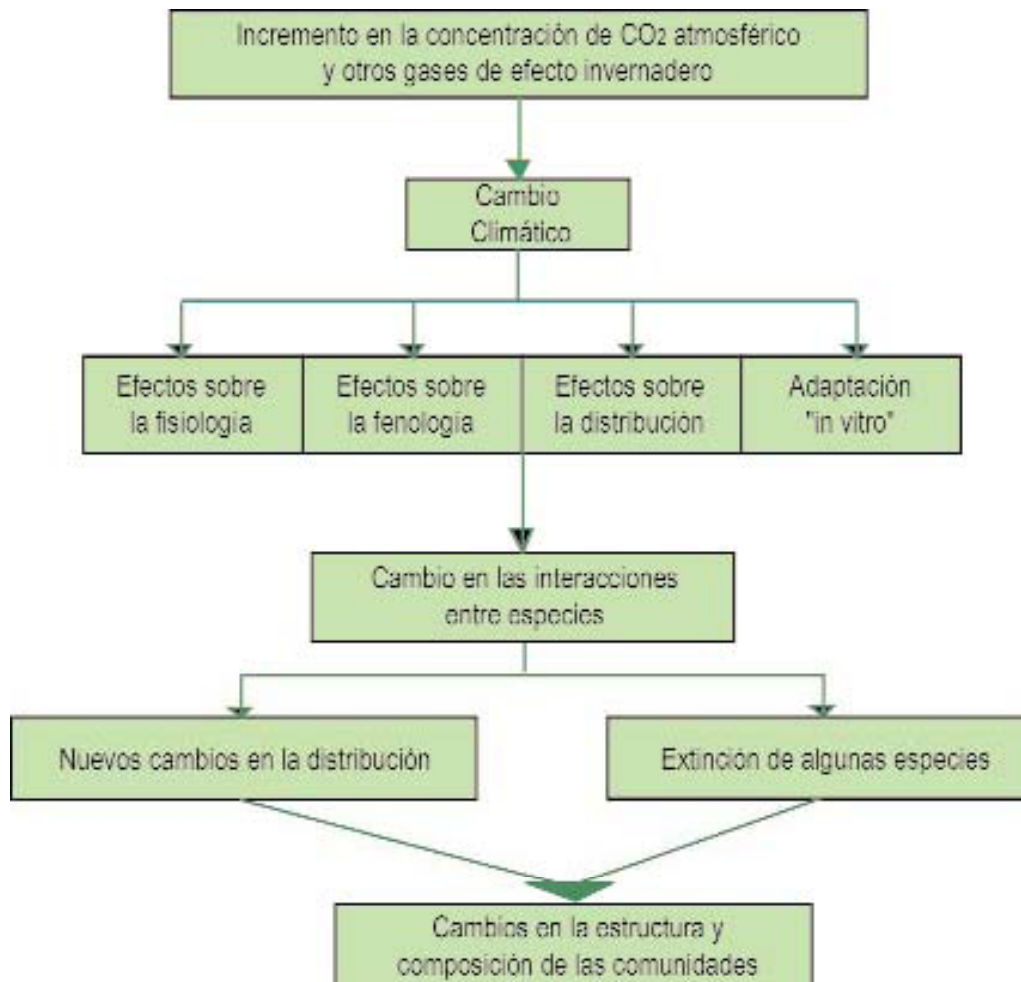 Incremento en la concentración de CO2 atmosférico
y otros gases de efecto invernadero
Cambio
Climático
Efectos sobre
la fisiología
Efectos sobre
la fenología
Efectos sobre
la distribución
Adaptación
"in vitro"
Cambio en las interacciones
entre especies
Nuevos cambios en la distribución
Extinción de algunas especies
Cambios en la estructura y
composición de las comunidades